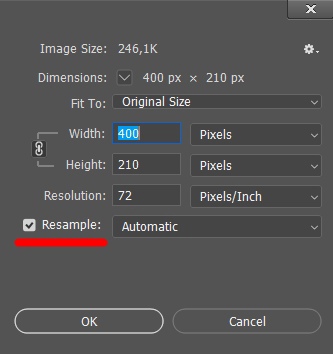 Image Size: 246,1K
Dimensions: 400 px × 210 px
Fit To: Original Size
Width: 400 Pixels
Height: 210 Pixels
Resolution: 72 Pixels/Inch
Resample: Automatic
OK Cancel